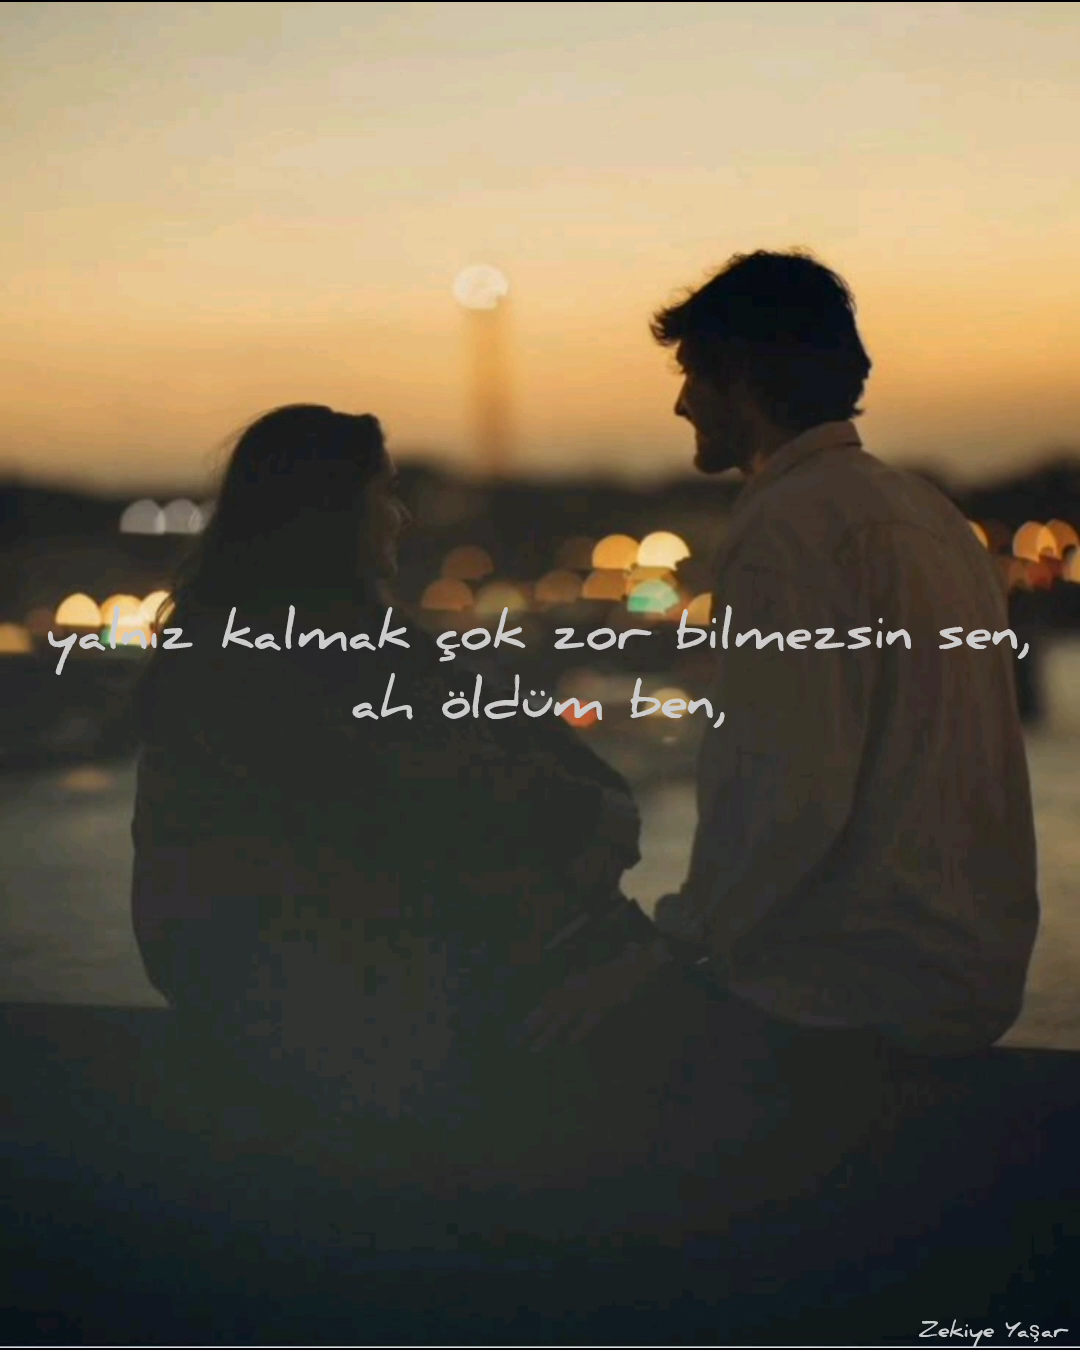 yalnız kalmak çok zor bilmezsin sen,
ah öldüm ben,
Zekiye Yaşar